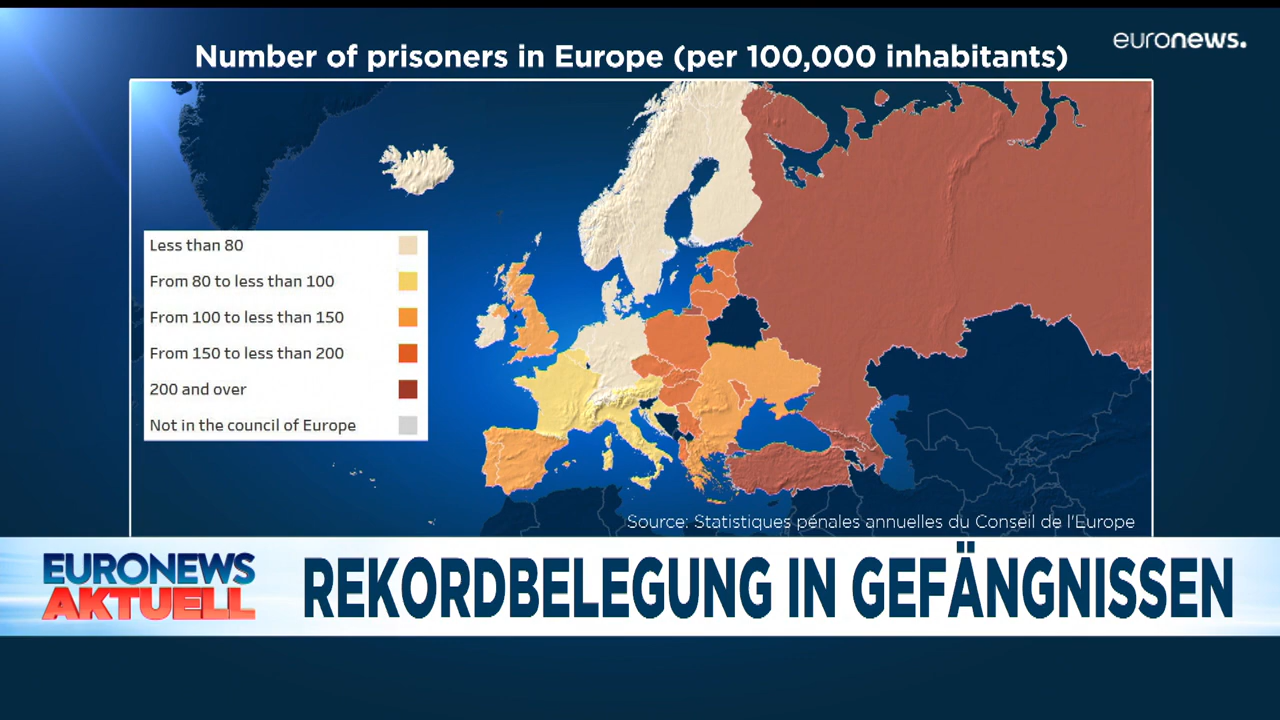 Number of prisoners in Europe (per 100,000 inhabitants)
euronews.
Less than 80
From 80 to less than 100
From 100 to less than 150
From 150 to less than 200
200 and over
Not in the council of Europe
Source: Statistiques pénales annuelles du Conseil de l'Europe
EURONEWS
AKTUELL
REKORDBELEGUNG IN GEFÄNGNISSEN